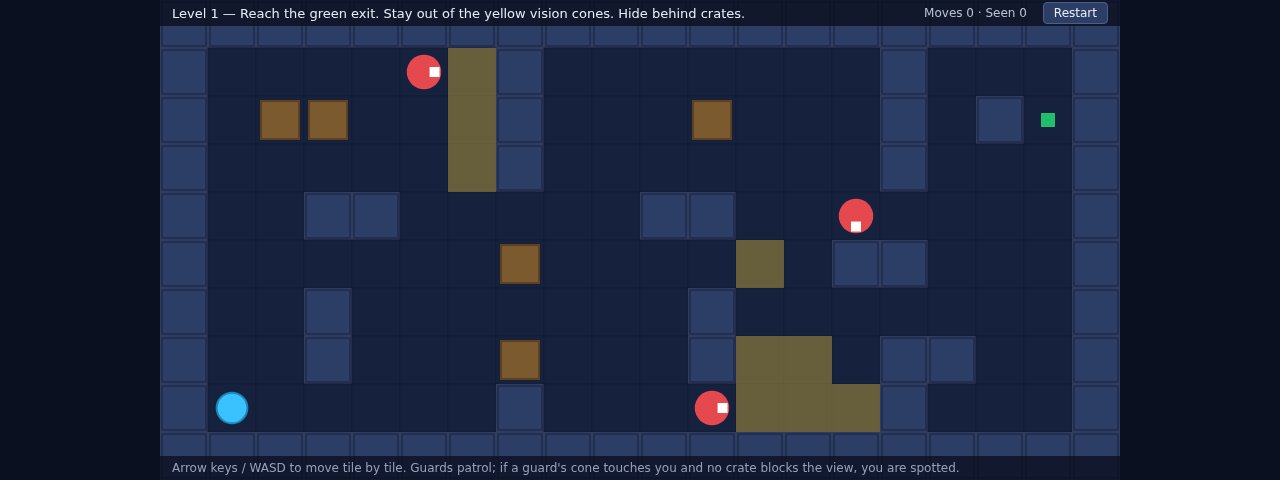 Level 1 — Reach the green exit. Stay out of the yellow vision cones. Hide behind crates.
Moves 0 · Seen 0
Restart
Arrow keys / WASD to move tile by tile. Guards patrol; if a guard's cone touches you and no crate blocks the view, you are spotted.